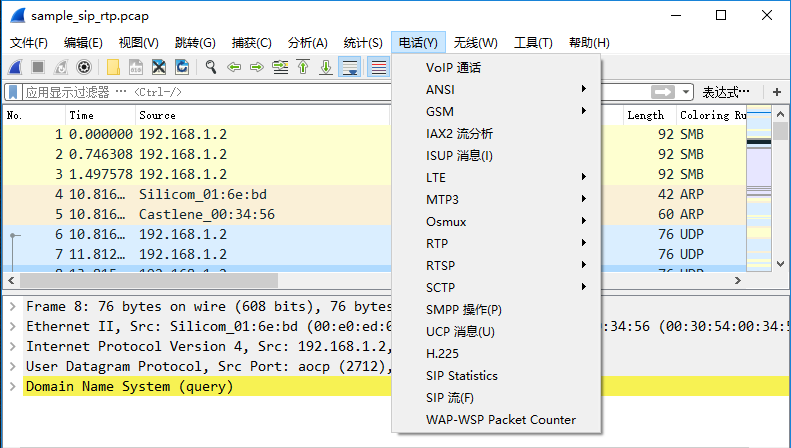 sample_sip_rtp.pcap
文件(F) 编辑(E) 视图(V) 跳转(G) 捕获(C) 分析(A) 统计(S) 电话(Y) 无线(W) 工具(T) 帮助(H)
应用显示过滤器 … <Ctrl-/> 表达式… +
No. Time Source Length Coloring Ru
1 0.000000 192.168.1.2 92 SMB
2 0.746308 192.168.1.2 92 SMB
3 1.497578 192.168.1.2 92 SMB
4 10.816… Silicom_01:6e:bd 42 ARP
5 10.816… Castlene_00:34:56 60 ARP
6 10.816… 192.168.1.2 76 UDP
7 11.812… 192.168.1.2 76 UDP
VoIP 通话
ANSI
GSM
IAX2 流分析
ISUP 消息(I)
LTE
MTP3
Osmux
RTP
RTSP
SCTP
SMPP 操作(P)
UCP 消息(U)
H.225
SIP Statistics
SIP 流(F)
WAP-WSP Packet Counter
Frame 8: 76 bytes on wire (608 bits), 76 bytes
Ethernet II, Src: Silicom_01:6e:bd (00:e0:ed:0 0:34:56 (00:30:54:00:34:5
Internet Protocol Version 4, Src: 192.168.1.2,
User Datagram Protocol, Src Port: aocp (2712),
Domain Name System (query)